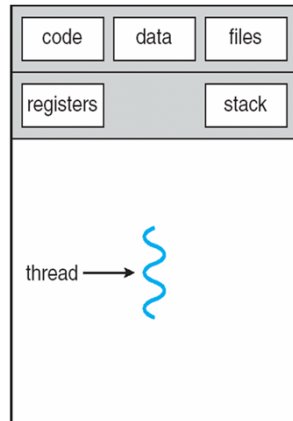 code data files
registers stack
thread